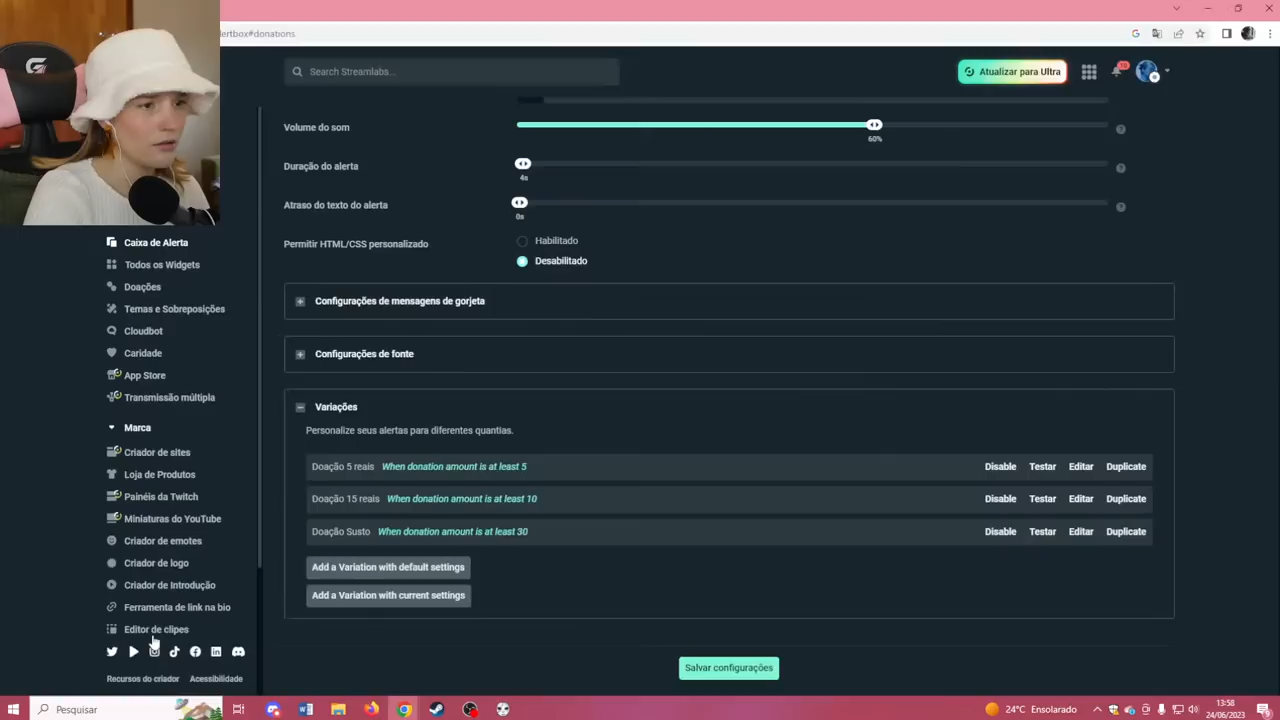 lertbox#donations
Search Streamlabs...
Atualizar para Ultra
Volume do som
60%
Duração do alerta
4s
Atraso do texto do alerta
0s
Permitir HTML/CSS personalizado
Habilitado
Desabilitado
Configurações de mensagens de gorjeta
Configurações de fonte
Variações
Personalize seus alertas para diferentes quantias.
Doação 5 reais When donation amount is at least 5 Disable Testar Editar Duplicate
Doação 15 reais When donation amount is at least 10 Disable Testar Editar Duplicate
Doação Susto When donation amount is at least 30 Disable Testar Editar Duplicate
Add a Variation with default settings
Add a Variation with current settings
Salvar configurações
Caixa de Alerta
Todos os Widgets
Doações
Temas e Sobreposições
Cloudbot
Caridade
App Store
Transmissão múltipla
Marca
Criador de sites
Loja de Produtos
Painéis da Twitch
Miniaturas do YouTube
Criador de emotes
Criador de logo
Criador de Introdução
Ferramenta de link na bio
Editor de clipes
Recursos do criador Acessibilidade
Pesquisar
24°C Ensolarado
13:58
24/06/2023